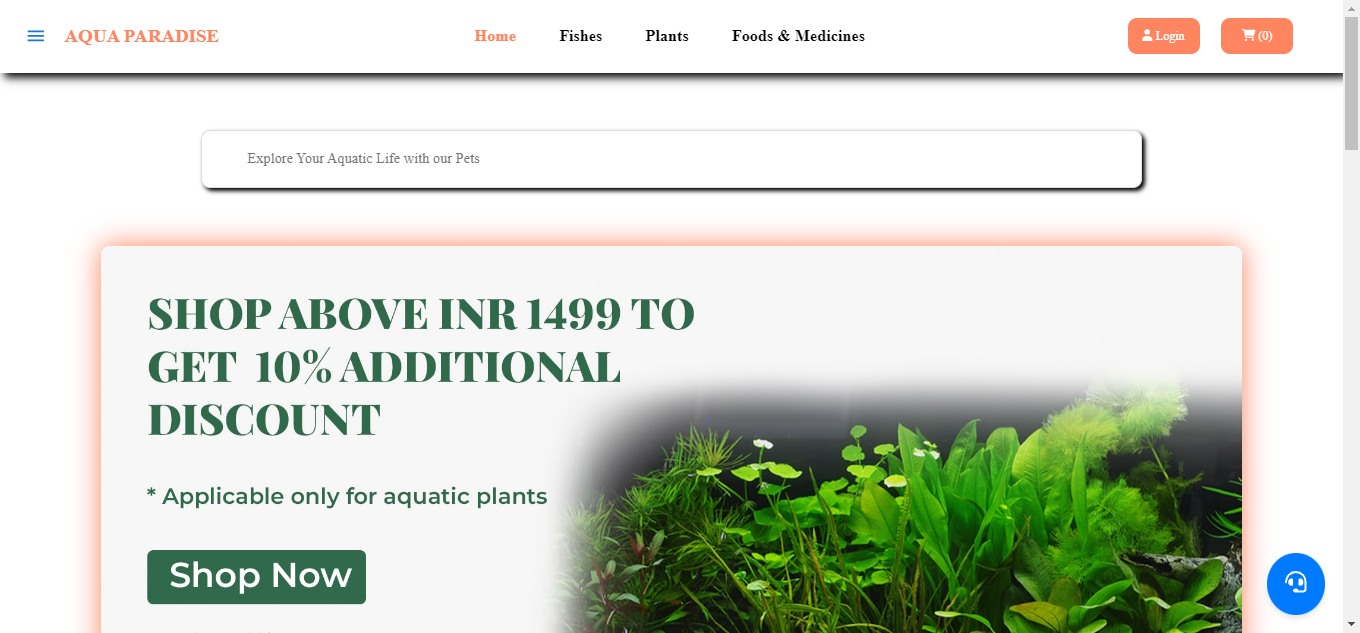 AQUA PARADISE
Home
Fishes
Plants
Foods & Medicines
Login
(0)
Explore Your Aquatic Life with our Pets
SHOP ABOVE INR 1499 TO
GET 10% ADDITIONAL
DISCOUNT
* Applicable only for aquatic plants
Shop Now